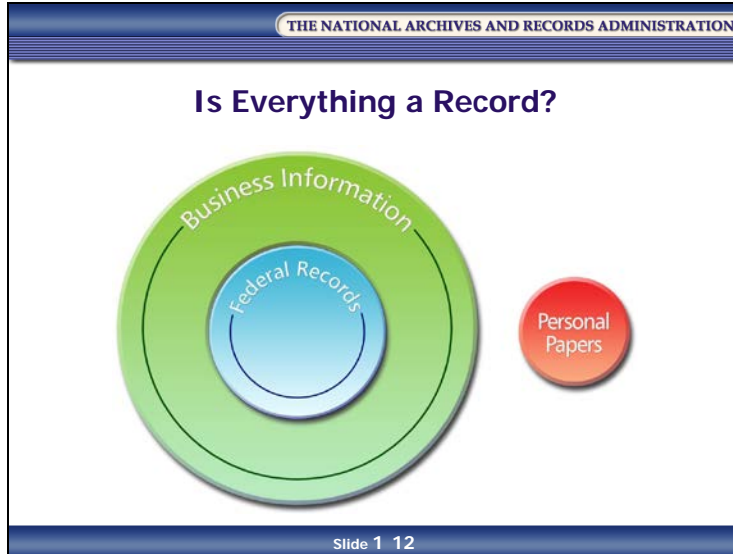 THE NATIONAL ARCHIVES AND RECORDS ADMINISTRATION
Is Everything a Record?
Business Information
Federal Records
Personal
Papers
Slide 1 12